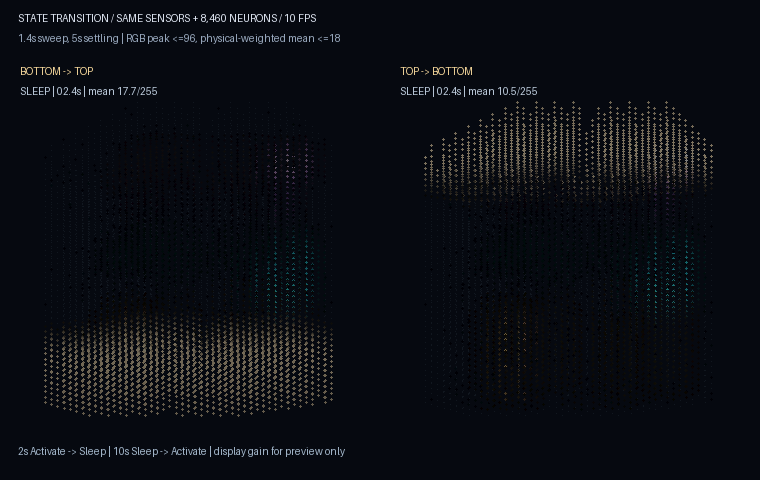 STATE TRANSITION / SAME SENSORS + 8,460 NEURONS / 10 FPS
1.4s sweep, 5s settling | RGB peak <=96, physical-weighted mean <=18
BOTTOM -> TOP
SLEEP | 02.4s | mean 17.7/255
TOP -> BOTTOM
SLEEP | 02.4s | mean 10.5/255
2s Activate -> Sleep | 10s Sleep -> Activate | display gain for preview only